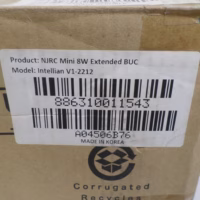 Product: NJRC Mini 8W Extended BUC
Model: Intellian V1-2212
886310011543
A04506B76
MADE IN KOREA
Corrugated
Recycles